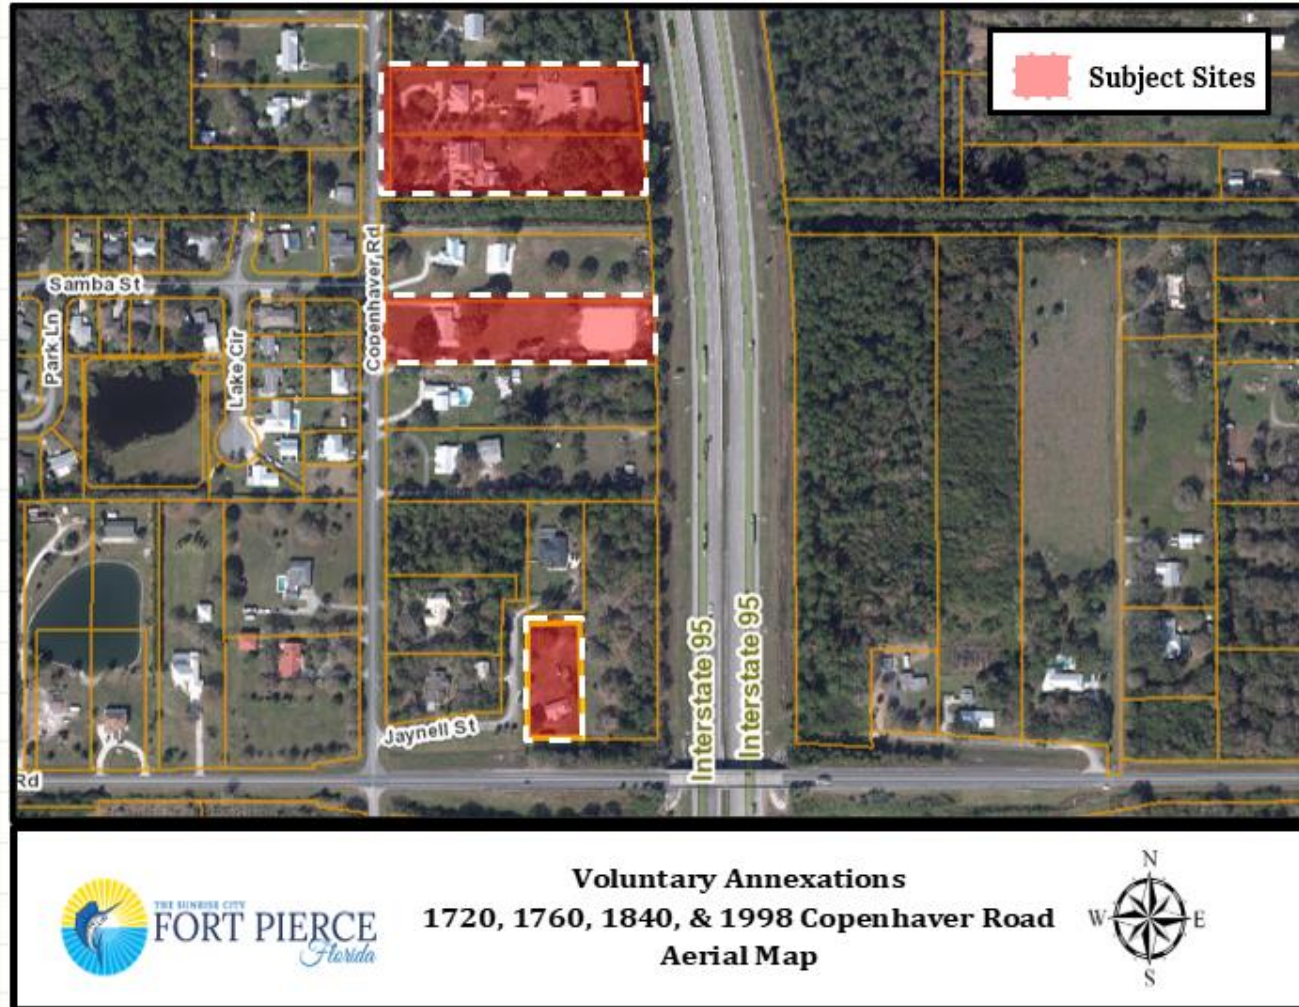 Subject Sites
Samba St
Park Ln
Lake Cir
Copenhaver Rd
Interstate 95
Interstate 95
Jaynell St
Rd
THE SUNRISE CITY
FORT PIERCE
Florida
Voluntary Annexations
1720, 1760, 1840, & 1998 Copenhaver Road
Aerial Map
N
W
E
S